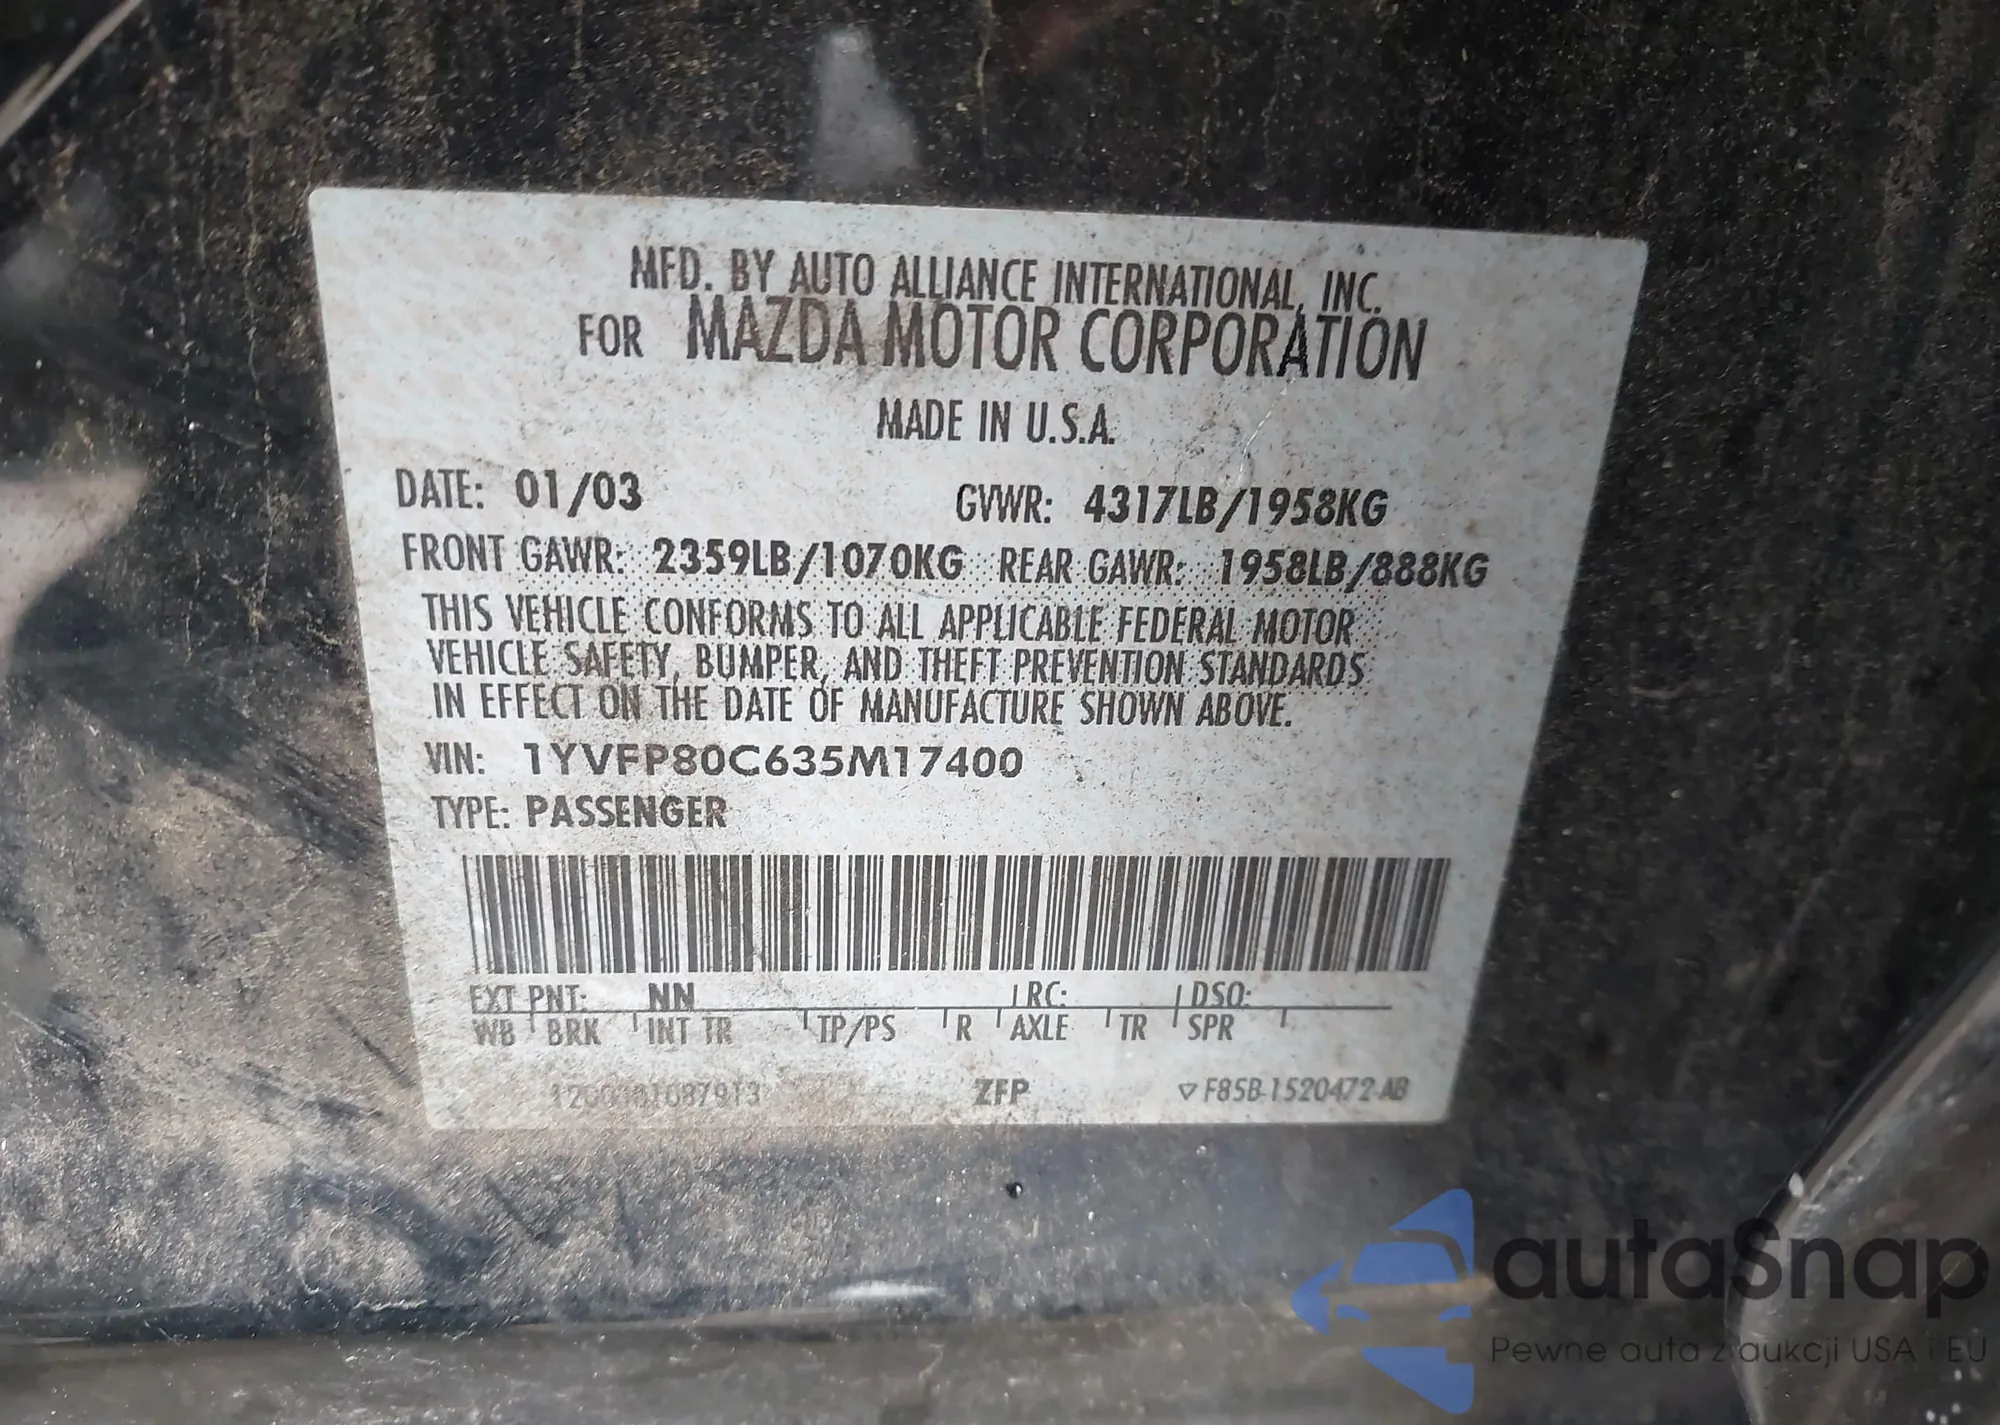 MFD. BY AUTO ALLIANCE INTERNATIONAL, INC.
FOR MAZDA MOTOR CORPORATION
MADE IN U.S.A.
DATE: 01/03 GVWR: 4317LB/1958KG
FRONT GAWR: 2359LB/1070KG REAR GAWR: 1958LB/888KG
THIS VEHICLE CONFORMS TO ALL APPLICABLE FEDERAL MOTOR
VEHICLE SAFETY, BUMPER, AND THEFT PREVENTION STANDARDS
IN EFFECT ON THE DATE OF MANUFACTURE SHOWN ABOVE.
VIN: 1YVFP80C635M17400
TYPE: PASSENGER
EXT PNT: NN RC: DSO:
WB BRK INT TR TP/PS R AXLE TR SPR
ZFP F85B-1520472-AB
autaSnap
Pewne auta z aukcji USA i EU